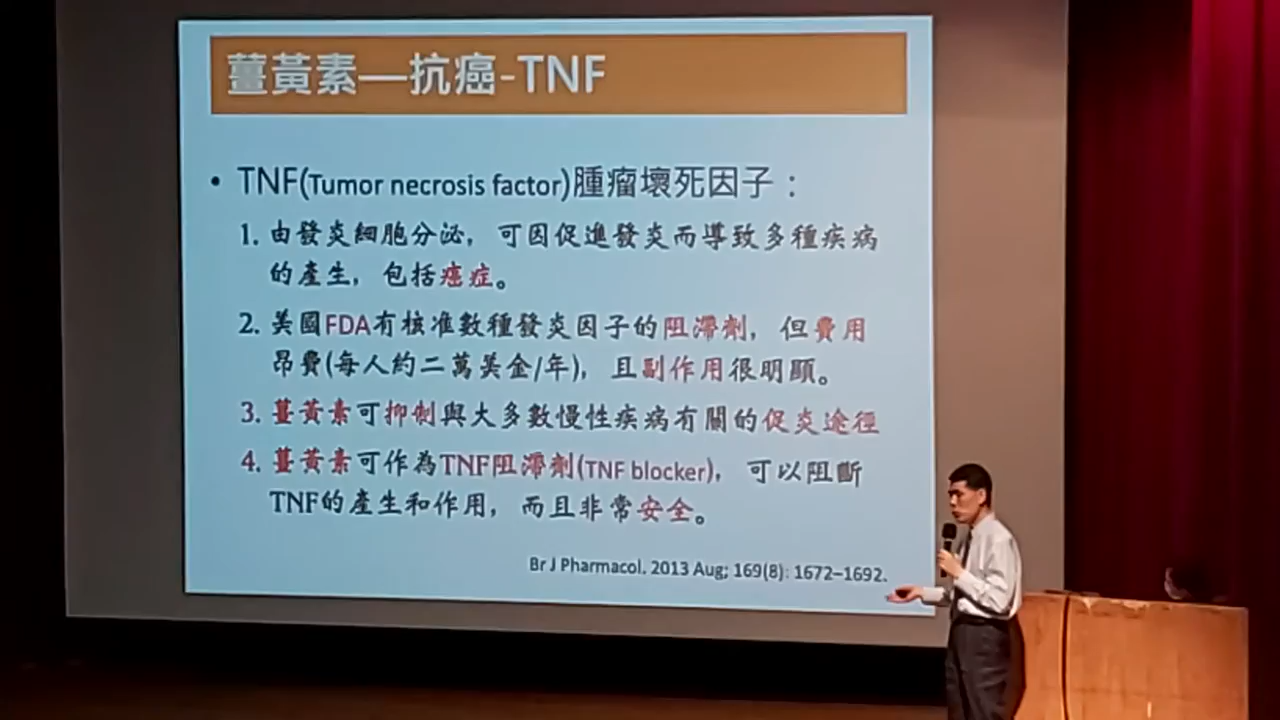 薑黃素—抗癌-TNF
• TNF(Tumor necrosis factor)腫瘤壞死因子：
1. 由發炎細胞分泌，可因促進發炎而導致多種疾病
的產生，包括癌症。
2. 美國FDA有核准數種發炎因子的阻滯劑，但費用
昂費(每人約二萬美金/年)，且副作用很明顯。
3. 薑黃素可抑制與大多數慢性疾病有關的促炎途徑
4. 薑黃素可作為TNF阻滯劑(TNF blocker)，可以阻斷
TNF的產生和作用，而且非常安全。
Br J Pharmacol. 2013 Aug; 169(8): 1672–1692.